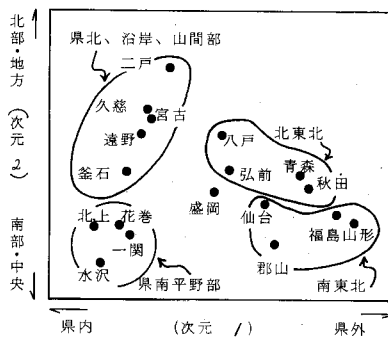 北部・地方（次元2）南部・中央
県北、沿岸、山間部
二戸
久慈
宮古
遠野
釜石
八戸
北東北
弘前
青森
秋田
盛岡
仙台
福島
山形
郡山
南東北
北上
花巻
一関
水沢
県南平野部
県内 （次元1） 県外